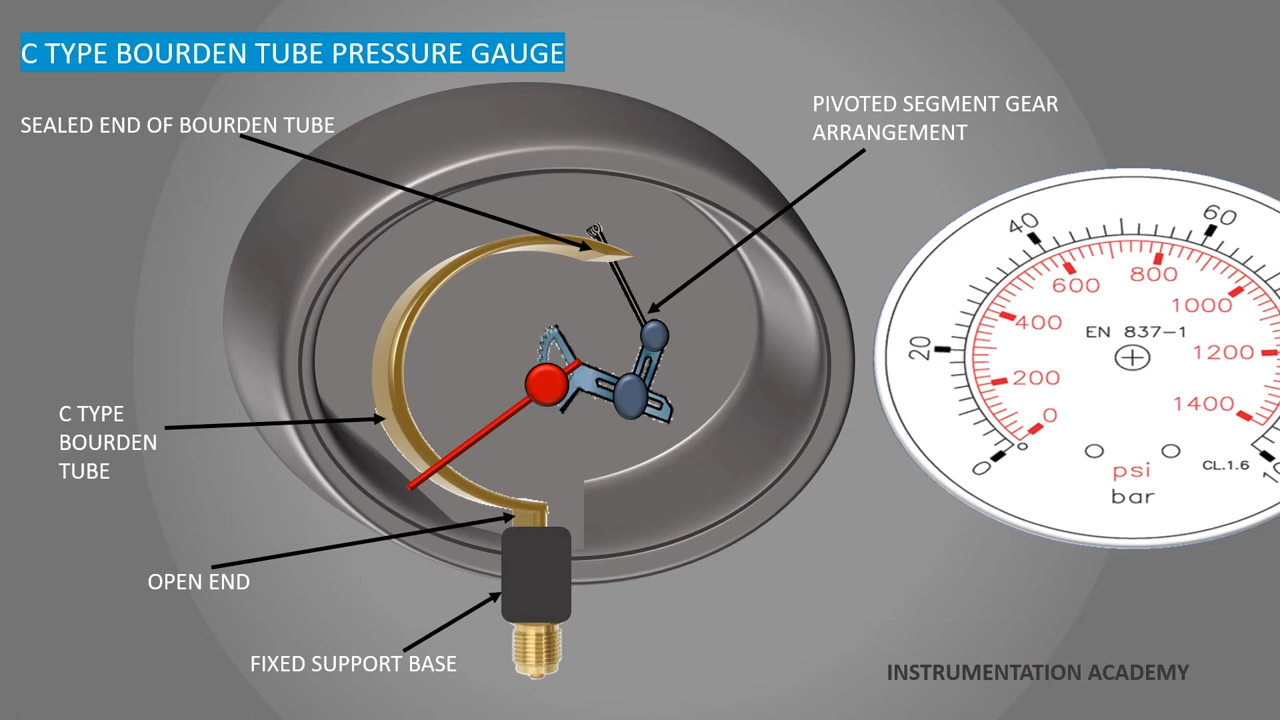 C TYPE BOURDEN TUBE PRESSURE GAUGE
SEALED END OF BOURDEN TUBE
PIVOTED SEGMENT GEAR
ARRANGEMENT
C TYPE
BOURDEN
TUBE
OPEN END
FIXED SUPPORT BASE
40
60
600
800
1000
400
EN 837-1
20
1200
200
1400
0
0
psi
CL.1.6
bar
INSTRUMENTATION ACADEMY